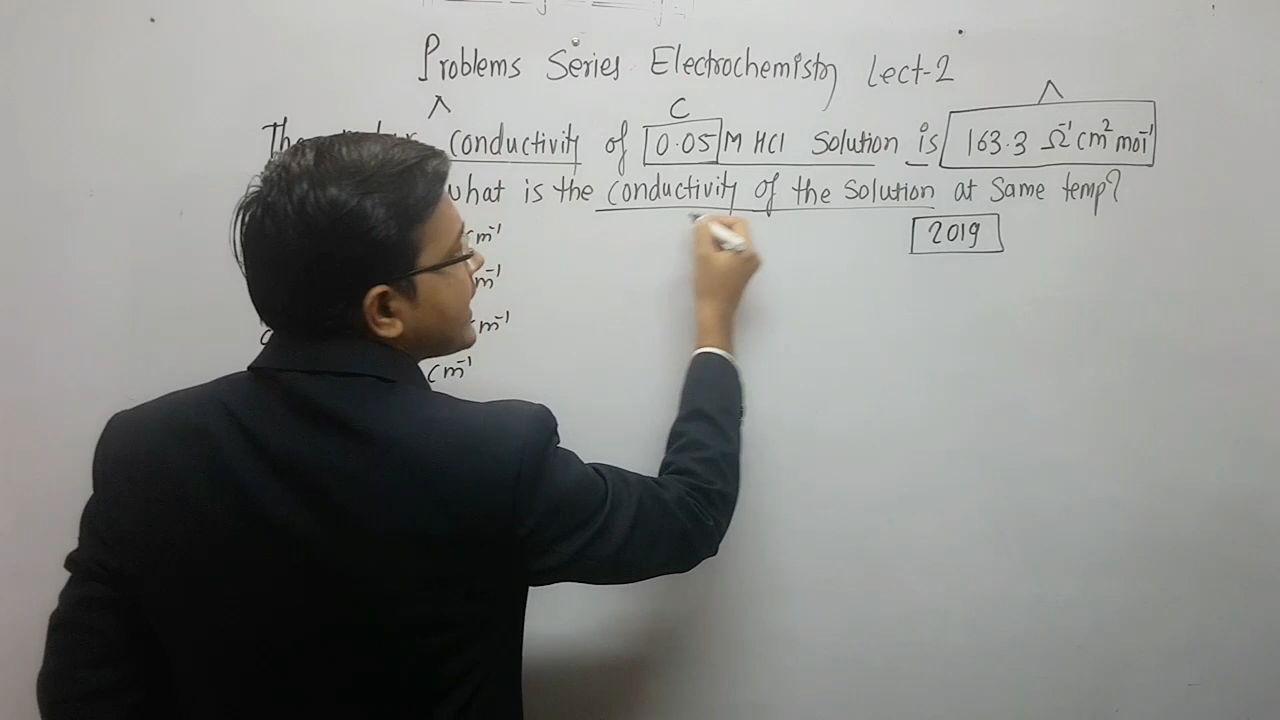 Problems Series Electrochemistry Lect-2
Λ C Λ
The conductivity of 0.05 M HCl Solution is 163.3 Ω⁻¹ cm² mol⁻¹
what is the conductivity of the Solution at Same temp?
cm⁻¹ 2019
m⁻¹
m⁻¹
cm⁻¹